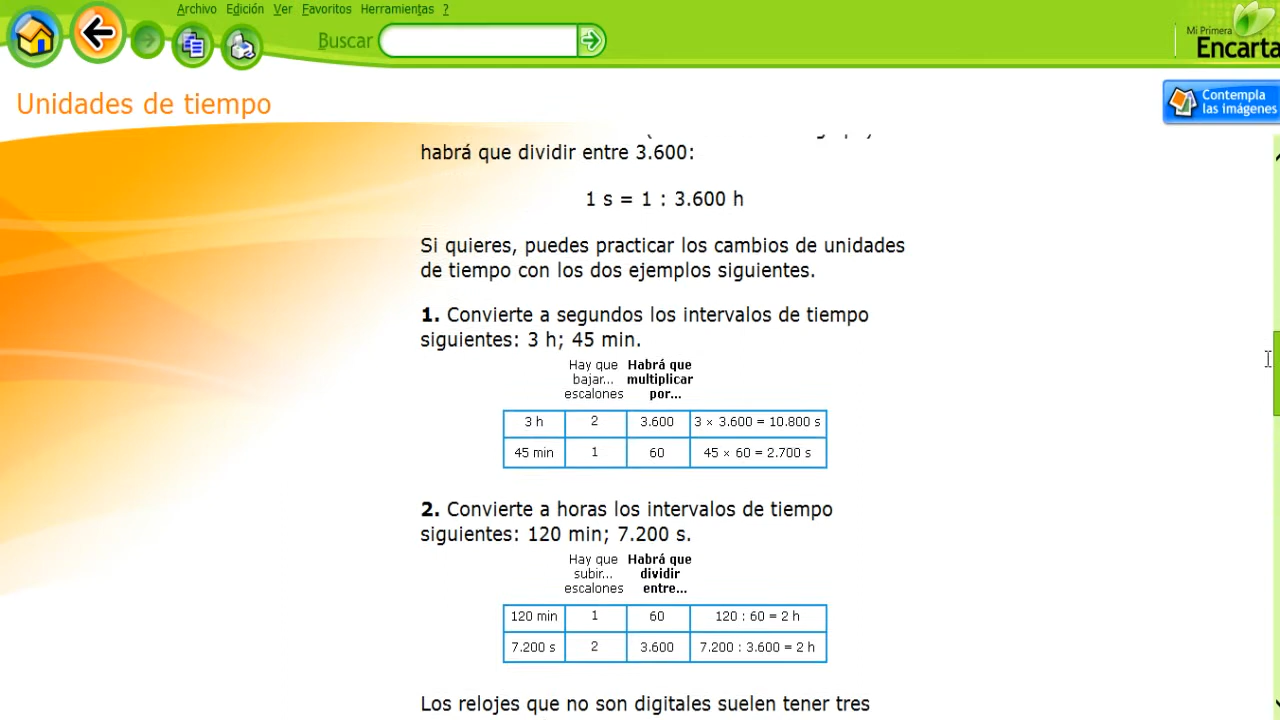 Archivo Edición Ver Favoritos Herramientas ?
Buscar
Mi Primera
Encarta
Unidades de tiempo
Contempla
las imágenes
habrá que dividir entre 3.600:
1 s = 1 : 3.600 h
Si quieres, puedes practicar los cambios de unidades
de tiempo con los dos ejemplos siguientes.
1. Convierte a segundos los intervalos de tiempo
siguientes: 3 h; 45 min.
Hay que Habrá que
bajar... multiplicar
escalones por...
3 h 2 3.600 3 × 3.600 = 10.800 s
45 min 1 60 45 × 60 = 2.700 s
2. Convierte a horas los intervalos de tiempo
siguientes: 120 min; 7.200 s.
Hay que Habrá que
subir... dividir
escalones entre...
120 min 1 60 120 : 60 = 2 h
7.200 s 2 3.600 7.200 : 3.600 = 2 h
Los relojes que no son digitales suelen tener tres